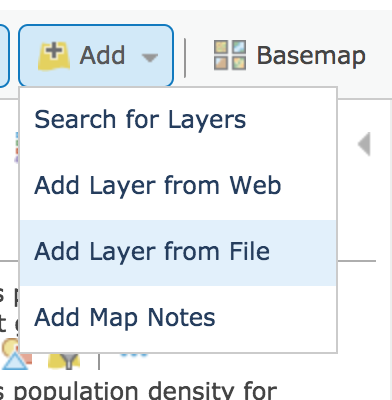 Add
Basemap
Search for Layers
Add Layer from Web
Add Layer from File
Add Map Notes
s population density for